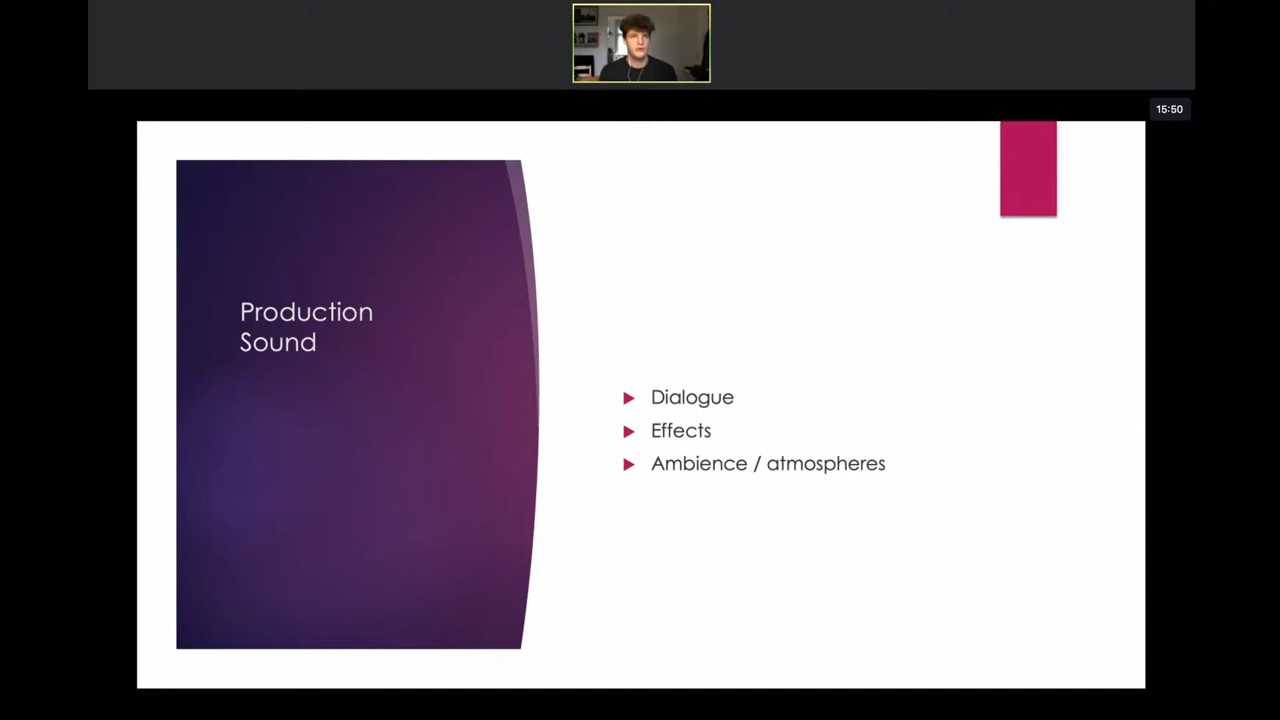 15:50
Production
Sound
Dialogue
Effects
Ambience / atmospheres